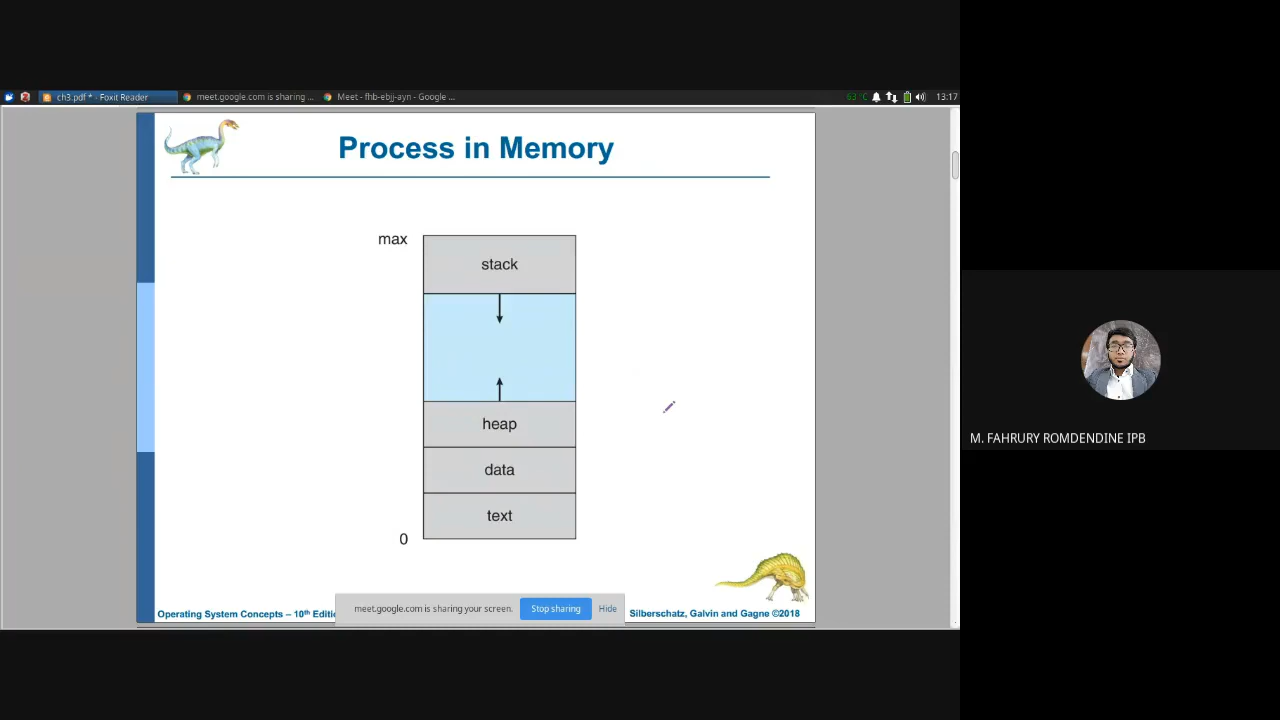 ch3.pdf * - Foxit Reader
meet.google.com is sharing ...
Meet - fhb-ebjj-ayn - Google ...
63°C
13:17
Process in Memory
max
stack
heap
data
text
0
M. FAHRURY ROMDENDINE IPB
meet.google.com is sharing your screen.
Stop sharing
Hide
Operating System Concepts – 10th
Silberschatz, Galvin and Gagne ©2018